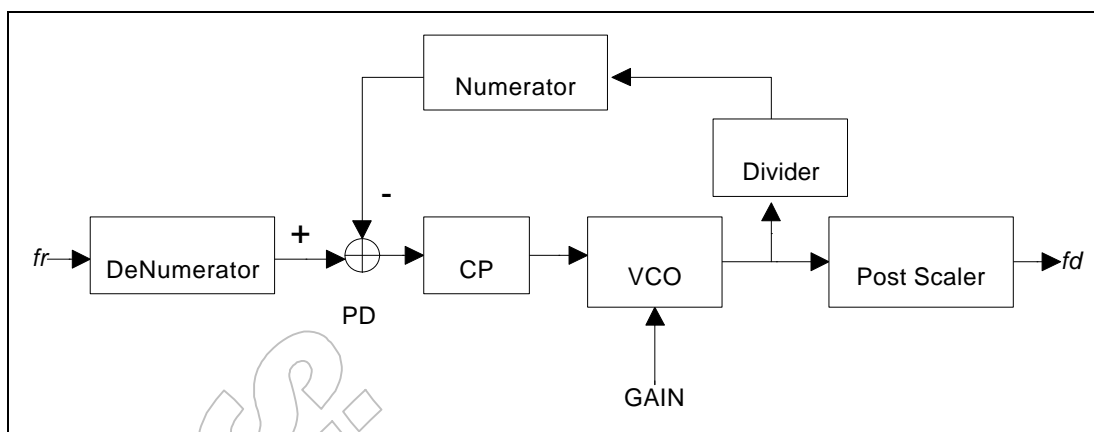 Numerator
Divider
-
+
fr
DeNumerator
CP
VCO
Post Scaler
fd
PD
GAIN